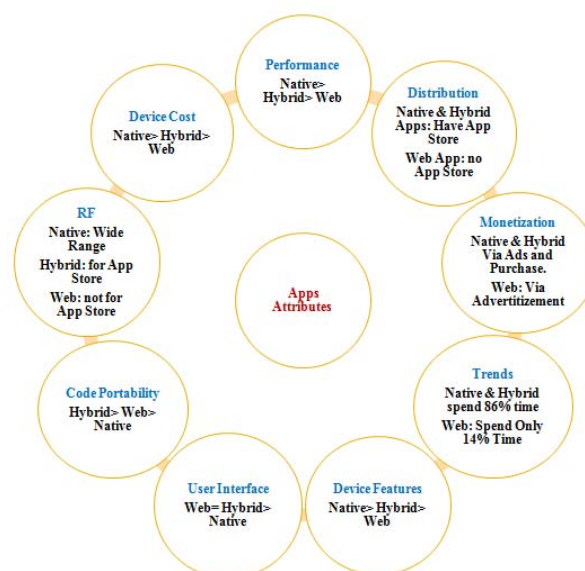 Performance
Native>
Hybrid> Web
Distribution
Native & Hybrid
Apps: Have App
Store
Web App: no
App Store
Monetization
Native & Hybrid
Via Ads and
Purchase.
Web: Via
Advertitizement
Trends
Native & Hybrid
spend 86% time
Web: Spend Only
14% Time
Device Features
Native> Hybrid>
Web
User Interface
Web= Hybrid>
Native
Code Portability
Hybrid> Web>
Native
RF
Native: Wide
Range
Hybrid: for App
Store
Web: not for
App Store
Device Cost
Native> Hybrid>
Web
Apps
Attributes